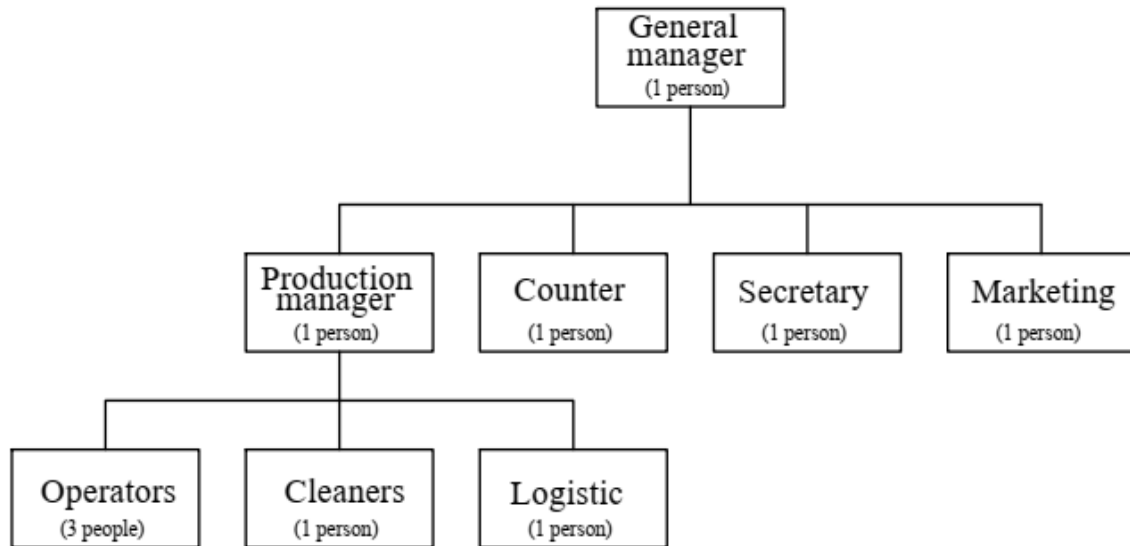 General
manager
(1 person)
Production
manager
(1 person)
Counter
(1 person)
Secretary
(1 person)
Marketing
(1 person)
Operators
(3 people)
Cleaners
(1 person)
Logistic
(1 person)